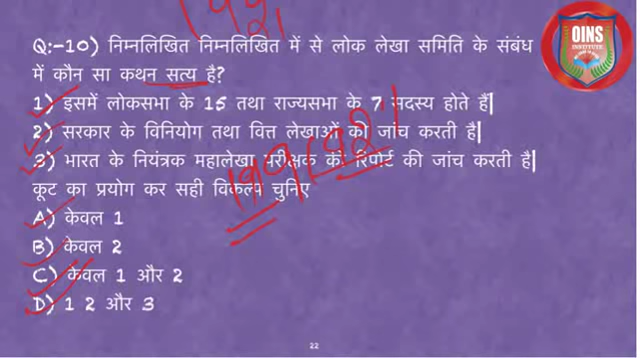 1921
Q:-10) निम्नलिखित निम्नलिखित में से लोक लेखा समिति के संबंध
में कौन सा कथन सत्य है?
1) इसमें लोकसभा के 15 तथा राज्यसभा के 7 सदस्य होते हैं|
2) सरकार के विनियोग तथा वित्त लेखाओं की जांच करती है|
3) भारत के नियंत्रक महालेखा परीक्षक की रिपोर्ट की जांच करती है|
कूट का प्रयोग कर सही विकल्प चुनिए
A) केवल 1
B) केवल 2
C) केवल 1 और 2
D) 1 2 और 3
OINS
INSTITUTE
22